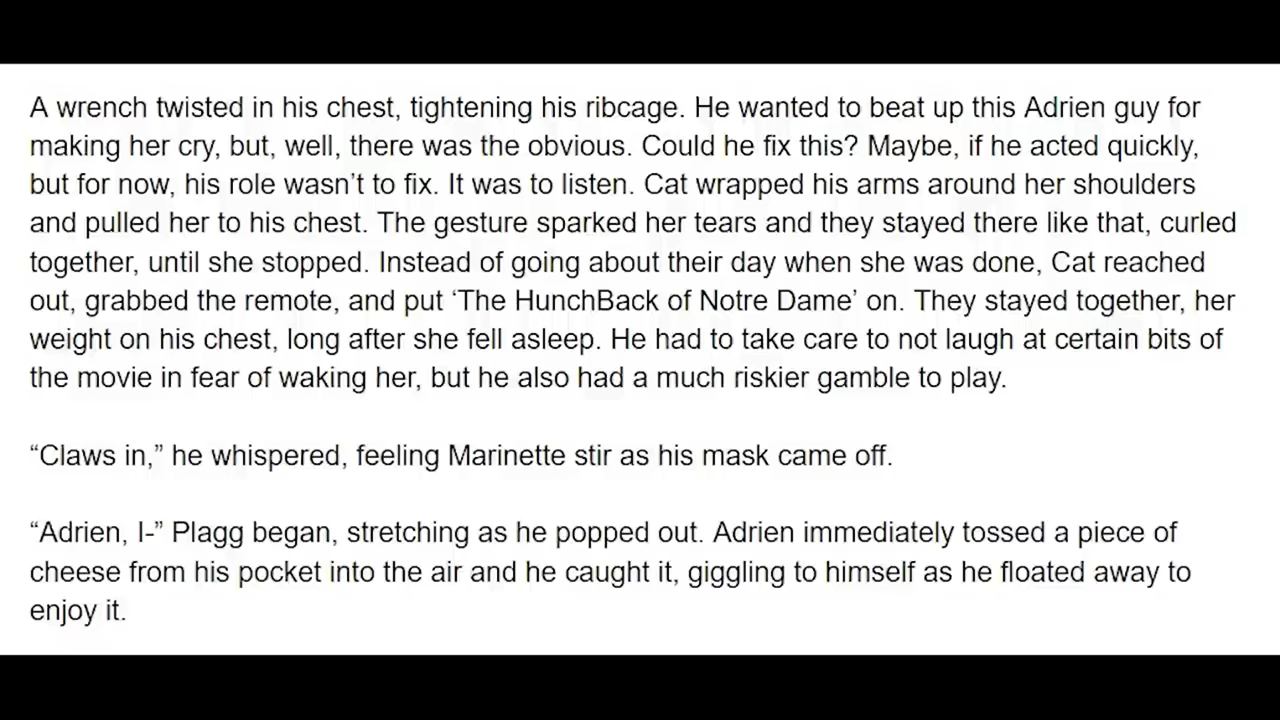 A wrench twisted in his chest, tightening his ribcage. He wanted to beat up this Adrien guy for
making her cry, but, well, there was the obvious. Could he fix this? Maybe, if he acted quickly,
but for now, his role wasn’t to fix. It was to listen. Cat wrapped his arms around her shoulders
and pulled her to his chest. The gesture sparked her tears and they stayed there like that, curled
together, until she stopped. Instead of going about their day when she was done, Cat reached
out, grabbed the remote, and put ‘The HunchBack of Notre Dame’ on. They stayed together, her
weight on his chest, long after she fell asleep. He had to take care to not laugh at certain bits of
the movie in fear of waking her, but he also had a much riskier gamble to play.
“Claws in,” he whispered, feeling Marinette stir as his mask came off.
“Adrien, I-” Plagg began, stretching as he popped out. Adrien immediately tossed a piece of
cheese from his pocket into the air and he caught it, giggling to himself as he floated away to
enjoy it.